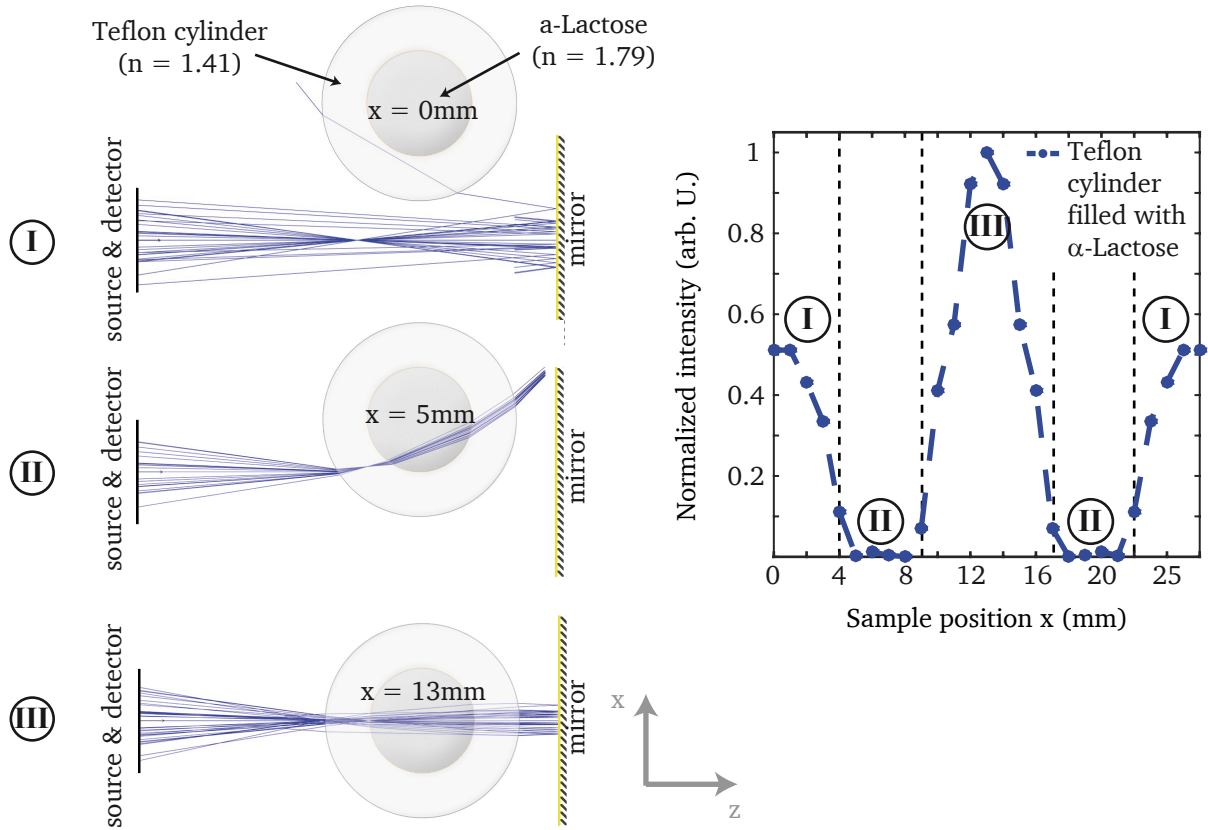 Teflon cylinder
(n = 1.41)
a-Lactose
(n = 1.79)
x = 0mm
I
source & detector
mirror
II
source & detector
x = 5mm
mirror
III
source & detector
x = 13mm
mirror
x
z
Normalized intensity (arb. U.)
1
0.8
0.6
0.4
0.2
0
4
8
12
16
20
25
Sample position x (mm)
Teflon
cylinder
filled with
α-Lactose
I
II
III
II
I